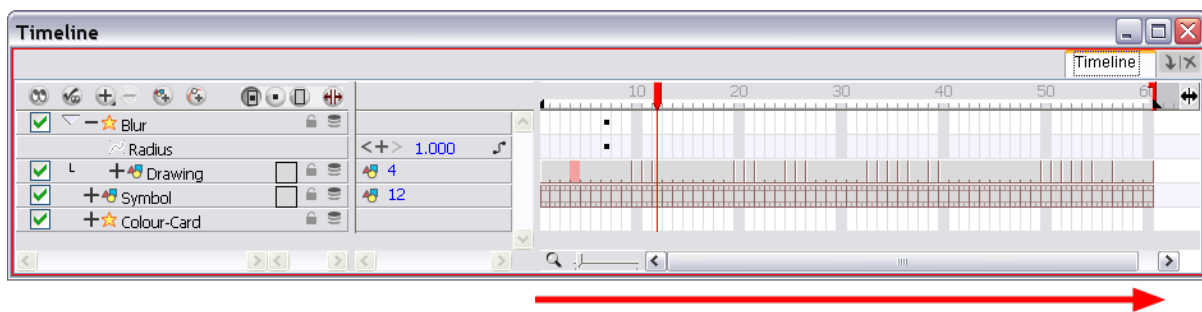 Timeline
Timeline
10 20 30 40 50 60
Blur
Radius <+> 1.000
Drawing 4
Symbol 12
Colour-Card